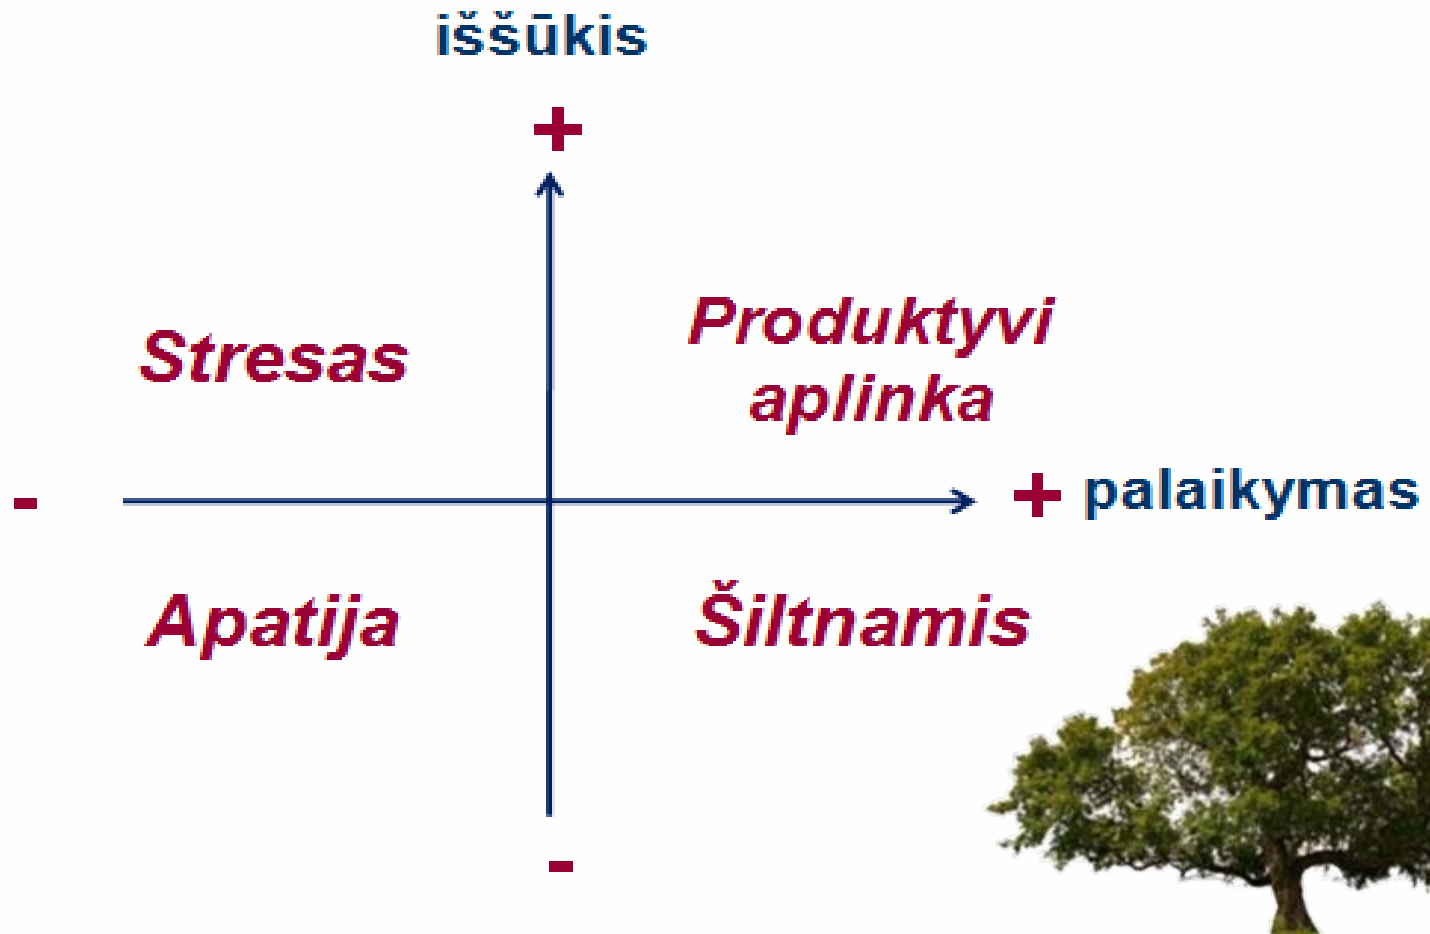 iššūkis
+
Stresas
Produktyvi
aplinka
-
+ palaikymas
Apatija
Šiltnamis
-